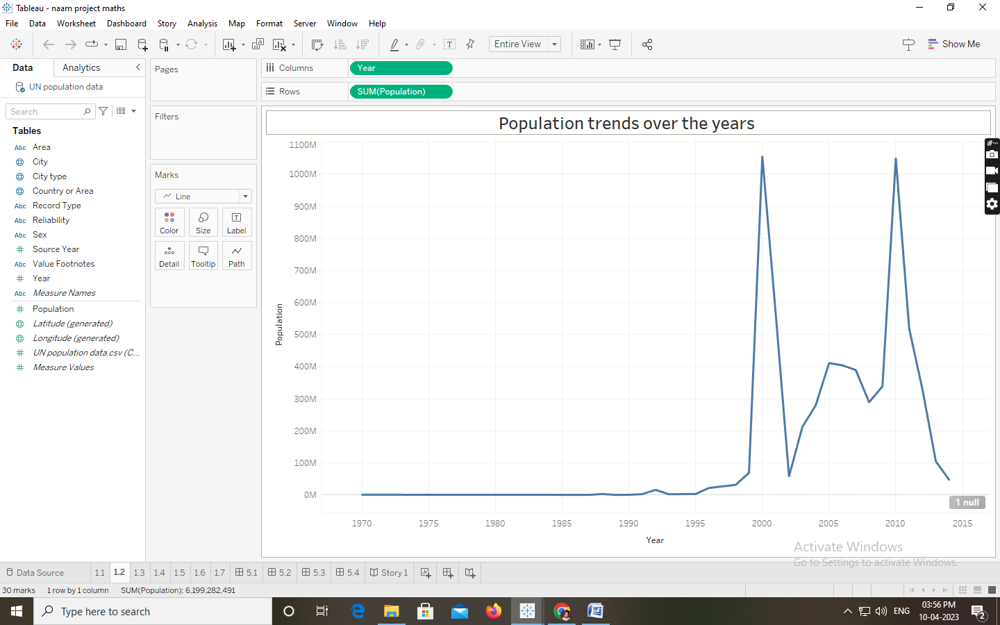 Tableau - naam project maths
File Data Worksheet Dashboard Story Analysis Map Format Server Window Help
Entire View
Show Me
Data Analytics
UN population data
Search
Tables
Abc Area
City
City type
Country or Area
Abc Record Type
Abc Reliability
Abc Sex
Source Year
Abc Value Footnotes
Year
Abc Measure Names
Population
Latitude (generated)
Longitude (generated)
UN population data.csv (C...
Measure Values
Pages
Filters
Marks
Line
Color Size Label
Detail Tooltip Path
Columns Year
Rows SUM(Population)
Population trends over the years
1100M
1000M
900M
800M
700M
600M
500M
400M
300M
200M
100M
0M
Population
1 null
1970 1975 1980 1985 1990 1995 2000 2005 2010 2015
Year
Activate Windows
Go to Settings to activate Windows.
Data Source 1.1 1.2 1.3 1.4 1.5 1.6 1.7 5.1 5.2 5.3 5.4 Story 1
30 marks 1 row by 1 column SUM(Population): 6,199,282,491
Type here to search
ENG
03:56 PM
10-04-2023
2